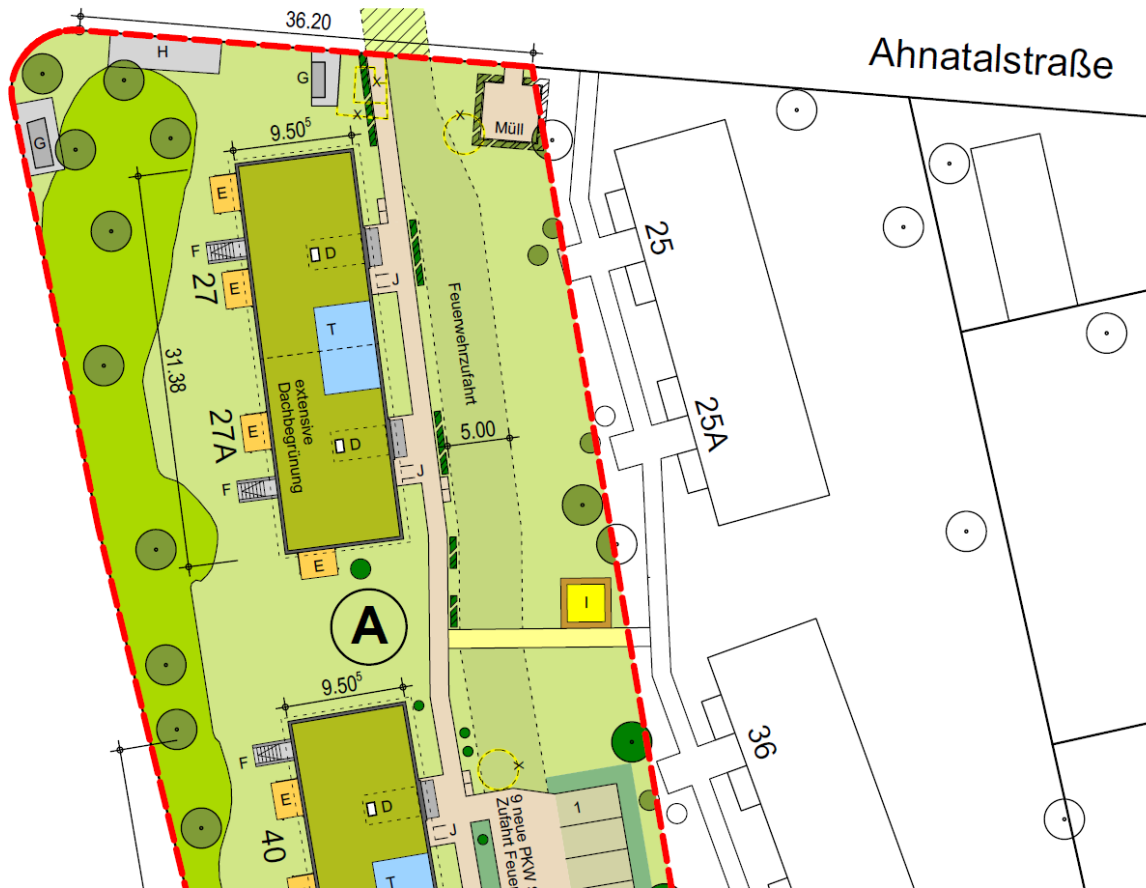 36.20
Ahnatalstraße
H
G
X
G
X
X
Müll
9.50⁵
E
F
D
25
27
E
J
Feuerwehrzufahrt
T
31.38
extensive
Dachbegrünung
27A
E
D
5.00
25A
J
F
E
I
A
9.50⁵
36
F
X
E
D
1
9 neue PKW S
Zufahrt Feuer
J
40
T